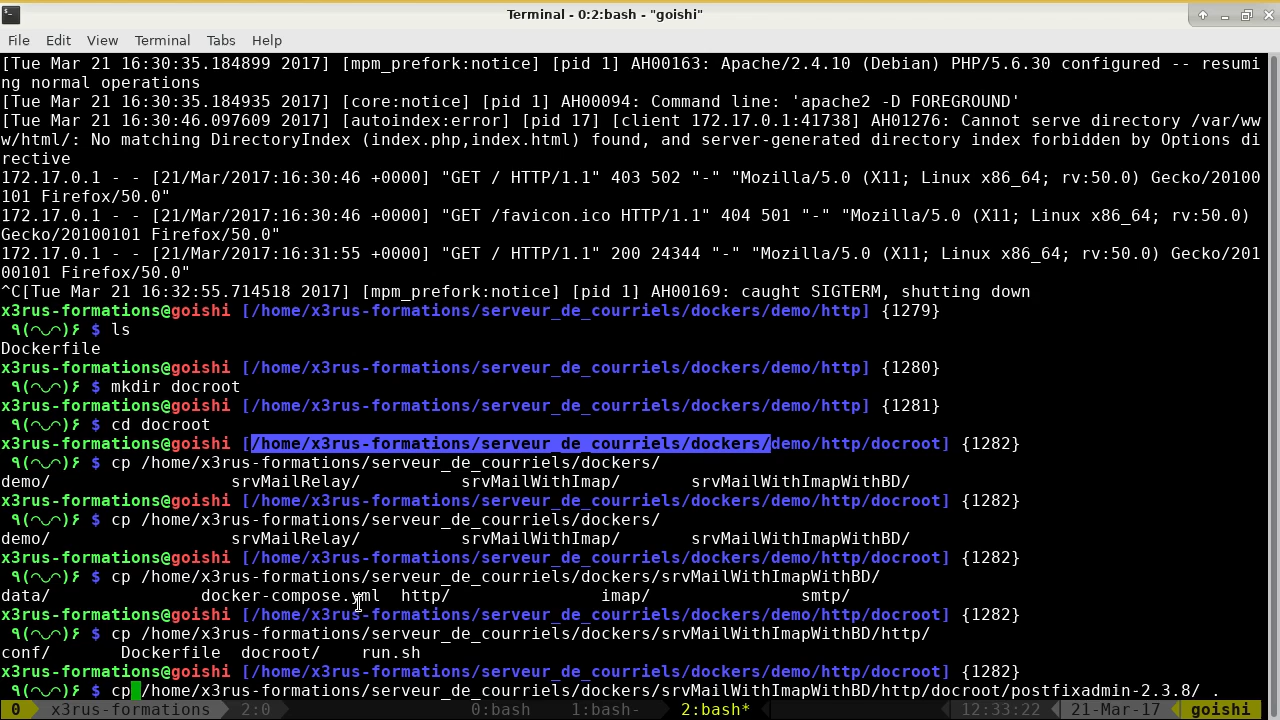 Terminal - 0:2:bash - "goishi"
File Edit View Terminal Tabs Help
[Tue Mar 21 16:30:35.184899 2017] [mpm_prefork:notice] [pid 1] AH00163: Apache/2.4.10 (Debian) PHP/5.6.30 configured -- resumi
ng normal operations
[Tue Mar 21 16:30:35.184935 2017] [core:notice] [pid 1] AH00094: Command line: 'apache2 -D FOREGROUND'
[Tue Mar 21 16:30:46.097609 2017] [autoindex:error] [pid 17] [client 172.17.0.1:41738] AH01276: Cannot serve directory /var/ww
w/html/: No matching DirectoryIndex (index.php,index.html) found, and server-generated directory index forbidden by Options di
rective
172.17.0.1 - - [21/Mar/2017:16:30:46 +0000] "GET / HTTP/1.1" 403 502 "-" "Mozilla/5.0 (X11; Linux x86_64; rv:50.0) Gecko/20100
101 Firefox/50.0"
172.17.0.1 - - [21/Mar/2017:16:30:46 +0000] "GET /favicon.ico HTTP/1.1" 404 501 "-" "Mozilla/5.0 (X11; Linux x86_64; rv:50.0)
Gecko/20100101 Firefox/50.0"
172.17.0.1 - - [21/Mar/2017:16:31:55 +0000] "GET / HTTP/1.1" 200 24344 "-" "Mozilla/5.0 (X11; Linux x86_64; rv:50.0) Gecko/201
00101 Firefox/50.0"
^C[Tue Mar 21 16:32:55.714518 2017] [mpm_prefork:notice] [pid 1] AH00169: caught SIGTERM, shutting down
x3rus-formations@goishi [/home/x3rus-formations/serveur_de_courriels/dockers/demo/http] {1279}
٩(◠◡◠)۶ $ ls
Dockerfile
x3rus-formations@goishi [/home/x3rus-formations/serveur_de_courriels/dockers/demo/http] {1280}
٩(◠◡◠)۶ $ mkdir docroot
x3rus-formations@goishi [/home/x3rus-formations/serveur_de_courriels/dockers/demo/http] {1281}
٩(◠◡◠)۶ $ cd docroot
x3rus-formations@goishi [/home/x3rus-formations/serveur_de_courriels/dockers/demo/http/docroot] {1282}
٩(◠◡◠)۶ $ cp /home/x3rus-formations/serveur_de_courriels/dockers/
demo/ srvMailRelay/ srvMailWithImap/ srvMailWithImapWithBD/
x3rus-formations@goishi [/home/x3rus-formations/serveur_de_courriels/dockers/demo/http/docroot] {1282}
٩(◠◡◠)۶ $ cp /home/x3rus-formations/serveur_de_courriels/dockers/
demo/ srvMailRelay/ srvMailWithImap/ srvMailWithImapWithBD/
x3rus-formations@goishi [/home/x3rus-formations/serveur_de_courriels/dockers/demo/http/docroot] {1282}
٩(◠◡◠)۶ $ cp /home/x3rus-formations/serveur_de_courriels/dockers/srvMailWithImapWithBD/
data/ docker-compose.yml http/ imap/ smtp/
x3rus-formations@goishi [/home/x3rus-formations/serveur_de_courriels/dockers/demo/http/docroot] {1282}
٩(◠◡◠)۶ $ cp /home/x3rus-formations/serveur_de_courriels/dockers/srvMailWithImapWithBD/http/
conf/ Dockerfile docroot/ run.sh
x3rus-formations@goishi [/home/x3rus-formations/serveur_de_courriels/dockers/demo/http/docroot] {1282}
٩(◠◡◠)۶ $ cp /home/x3rus-formations/serveur_de_courriels/dockers/srvMailWithImapWithBD/http/docroot/postfixadmin-2.3.8/ .
0 x3rus-formations 2:0 0:bash 1:bash- 2:bash* 12:33:22 21-Mar-17 goishi